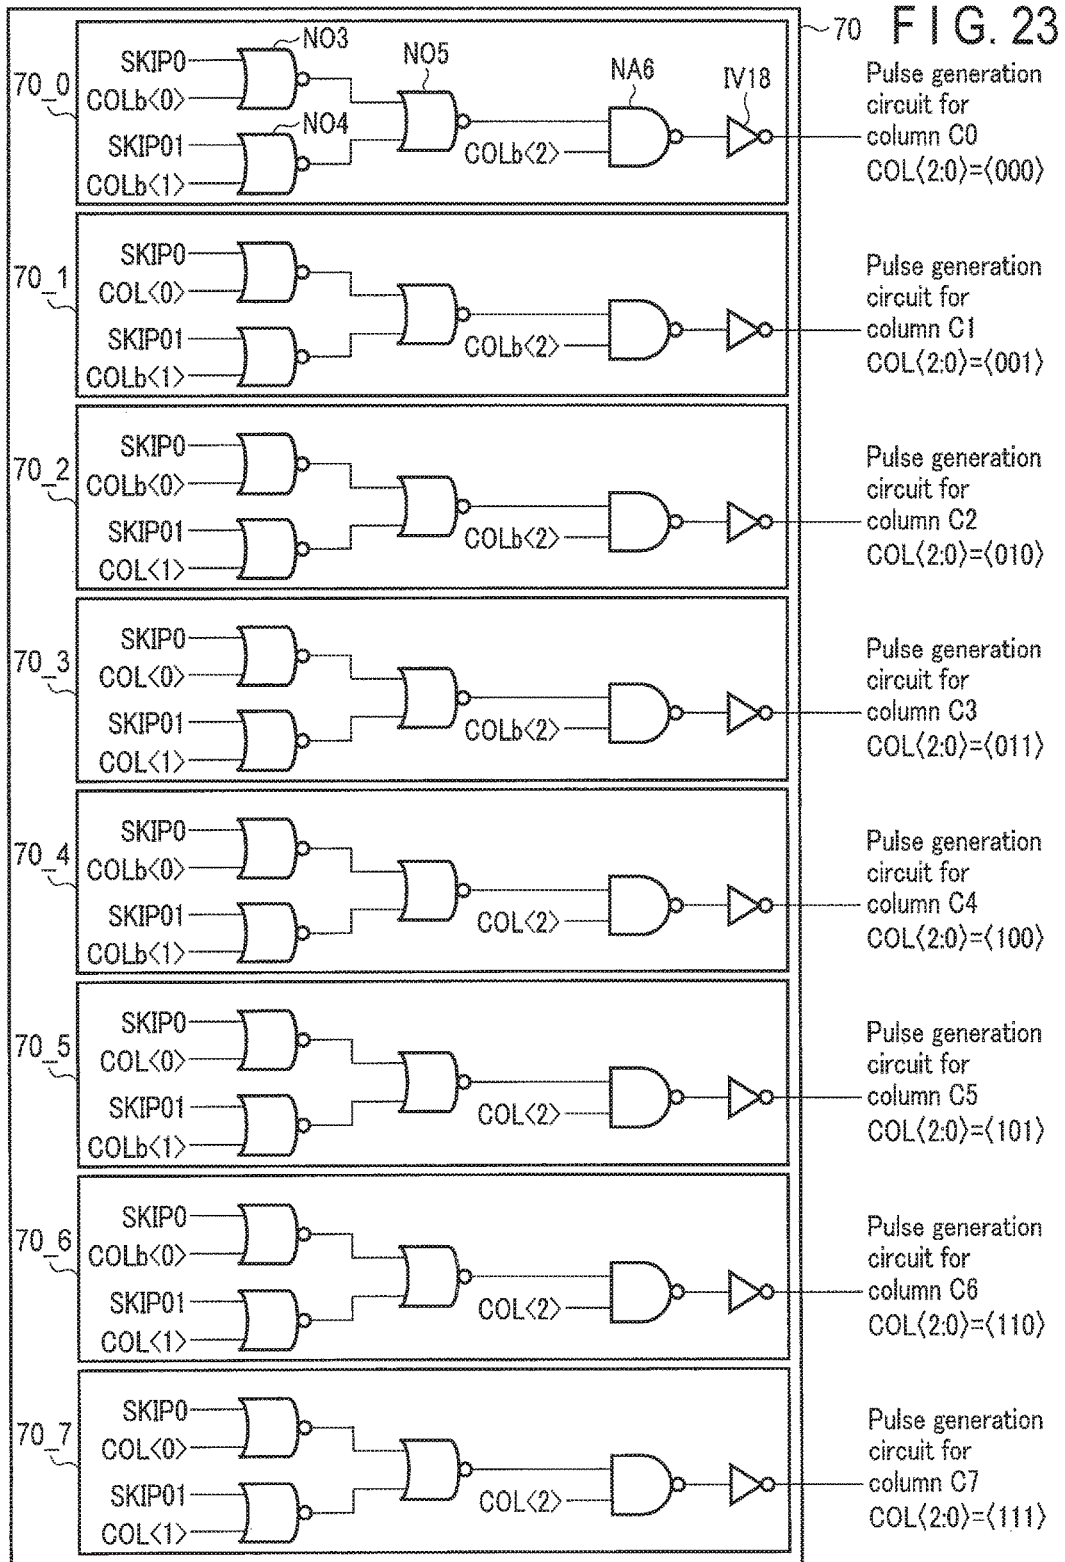 FIG. 23
70
70_0
SKIP0
COLb<0>
SKIP01
COLb<1>
NO3
NO4
NO5
COLb<2>
NA6
IV18
Pulse generation
circuit for
column C0
COL⟨2:0⟩=⟨000⟩
70_1
SKIP0
COL<0>
SKIP01
COLb<1>
COLb<2>
Pulse generation
circuit for
column C1
COL⟨2:0⟩=⟨001⟩
70_2
SKIP0
COLb<0>
SKIP01
COL<1>
COLb<2>
Pulse generation
circuit for
column C2
COL⟨2:0⟩=⟨010⟩
70_3
SKIP0
COL<0>
SKIP01
COL<1>
COLb<2>
Pulse generation
circuit for
column C3
COL⟨2:0⟩=⟨011⟩
70_4
SKIP0
COLb<0>
SKIP01
COLb<1>
COL<2>
Pulse generation
circuit for
column C4
COL⟨2:0⟩=⟨100⟩
70_5
SKIP0
COL<0>
SKIP01
COLb<1>
COL<2>
Pulse generation
circuit for
column C5
COL⟨2:0⟩=⟨101⟩
70_6
SKIP0
COLb<0>
SKIP01
COL<1>
COL<2>
Pulse generation
circuit for
column C6
COL⟨2:0⟩=⟨110⟩
70_7
SKIP0
COL<0>
SKIP01
COL<1>
COL<2>
Pulse generation
circuit for
column C7
COL⟨2:0⟩=⟨111⟩